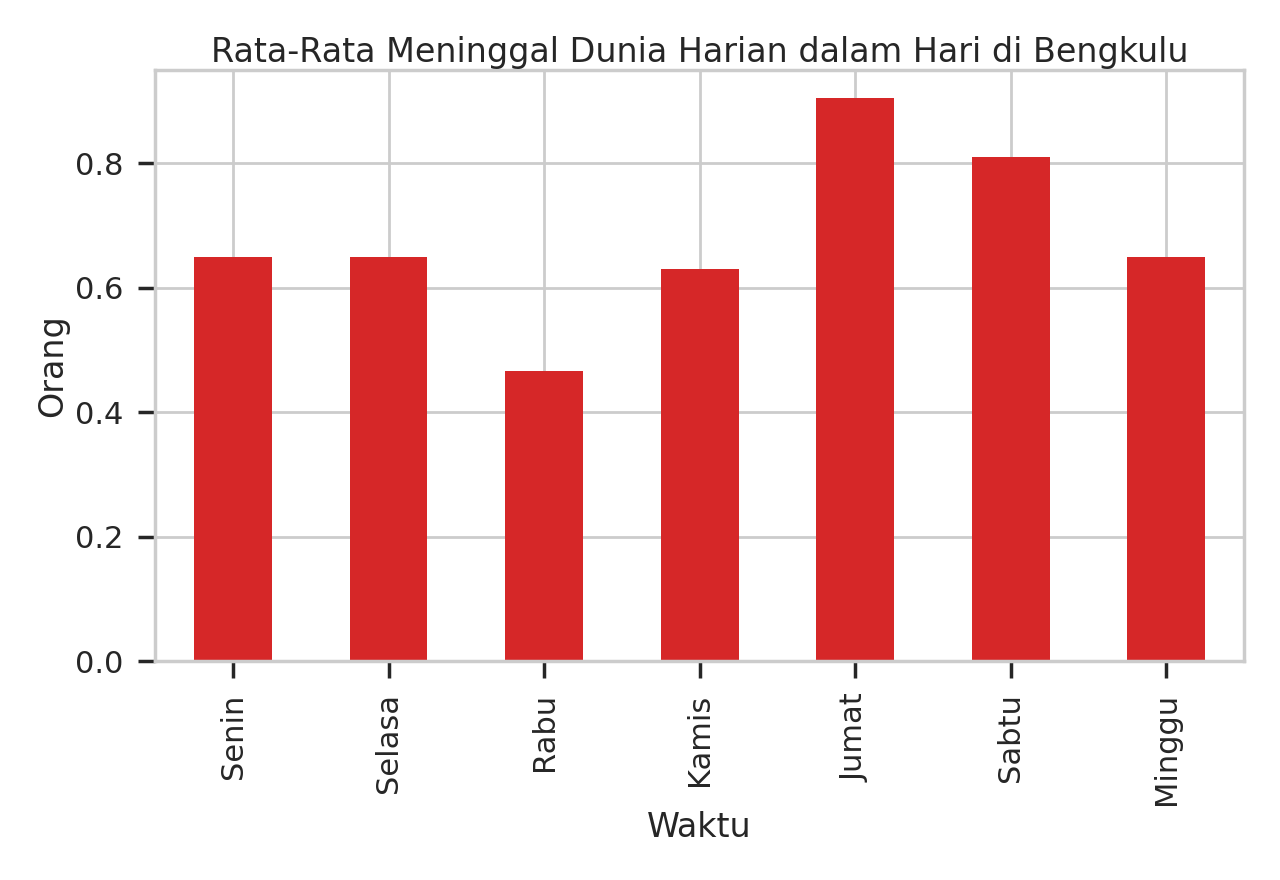 Rata-Rata Meninggal Dunia Harian dalam Hari di Bengkulu
Orang
0.8
0.6
0.4
0.2
0.0
Senin
Selasa
Rabu
Kamis
Jumat
Sabtu
Minggu
Waktu